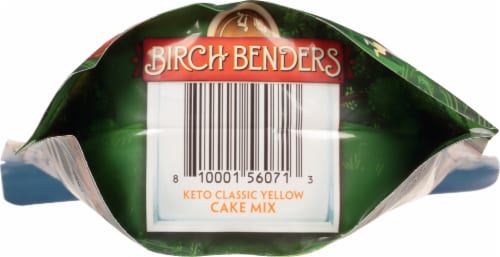 BIRCH BENDERS
8 10001 56071 3
KETO CLASSIC YELLOW
CAKE MIX